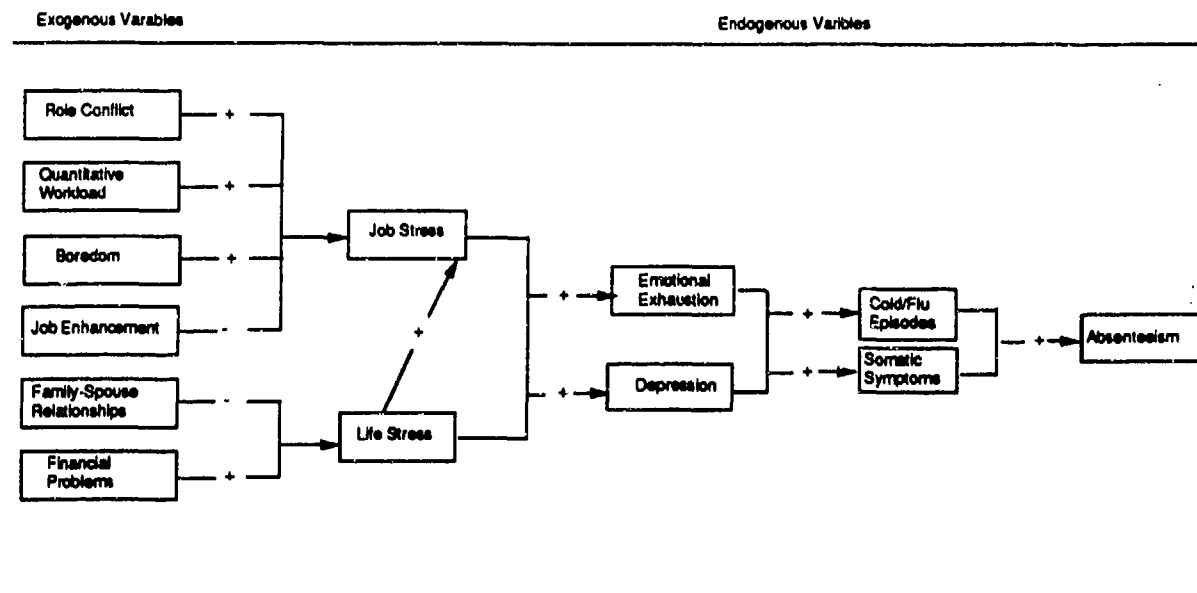 Exogenous Varables
Endogenous Varibles
Role Conflict
+
Quantitative
Workload
+
Boredom
+
Job Enhancement
-
Family-Spouse
Relationships
-
Financial
Problems
+
Job Stress
+
Life Stress
+
Emotional
Exhaustion
+
Depression
+
Cold/Flu
Episodes
+
Somatic
Symptoms
+
Absenteeism